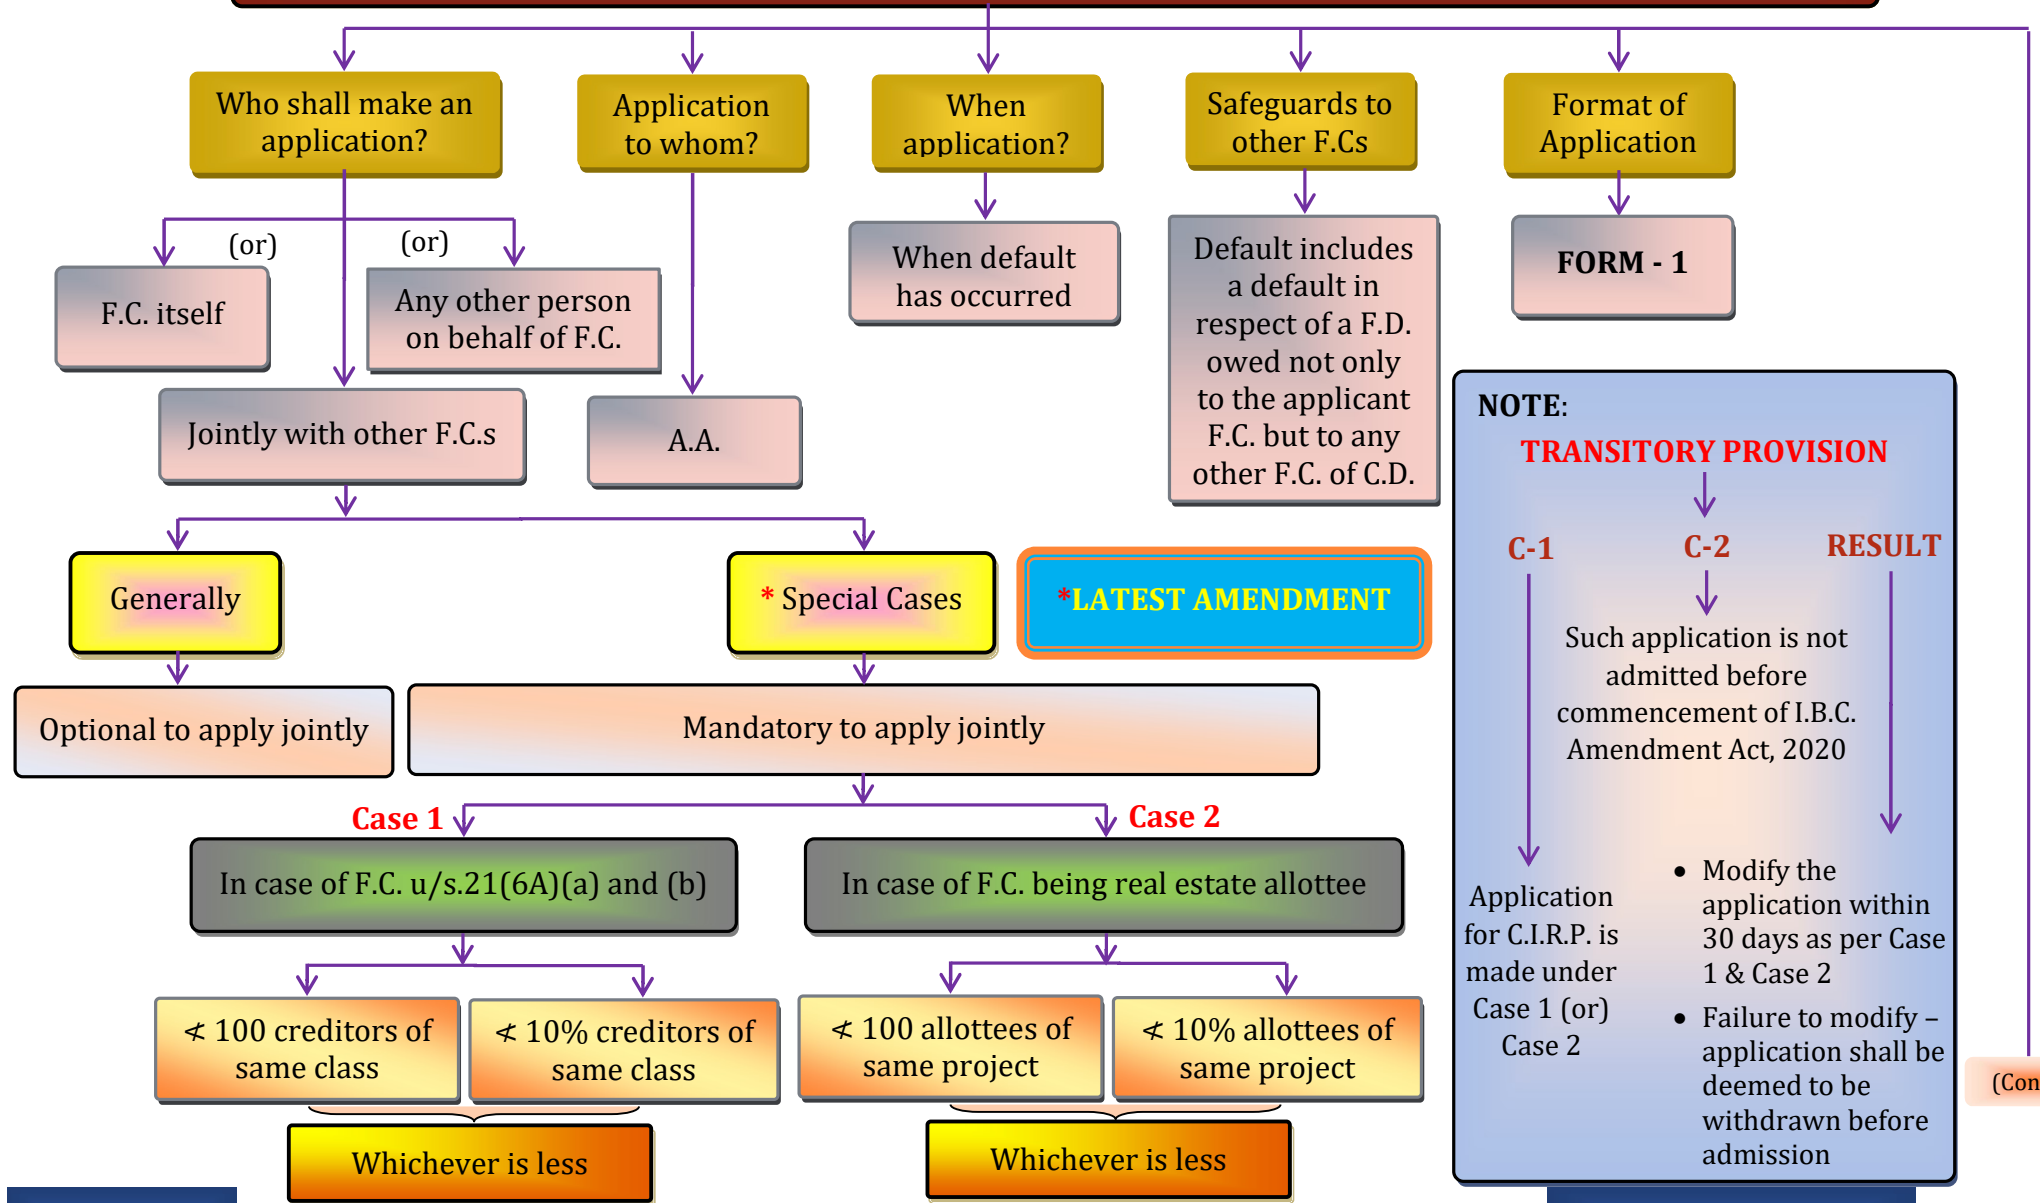 Who shall make an
application?
Application
to whom?
When
application?
Safeguards to
other F.Cs
Format of
Application
(or)
(or)
F.C. itself
Any other person
on behalf of F.C.
Jointly with other F.C.s
A.A.
When default
has occurred
Default includes
a default in
respect of a F.D.
owed not only
to the applicant
F.C. but to any
other F.C. of C.D.
FORM - 1
Generally
* Special Cases
*LATEST AMENDMENT
Optional to apply jointly
Mandatory to apply jointly
Case 1
Case 2
In case of F.C. u/s.21(6A)(a) and (b)
In case of F.C. being real estate allottee
≮ 100 creditors of
same class
≮ 10% creditors of
same class
≮ 100 allottees of
same project
≮ 10% allottees of
same project
Whichever is less
Whichever is less
NOTE:
TRANSITORY PROVISION
C-1
C-2
RESULT
Such application is not
admitted before
commencement of I.B.C.
Amendment Act, 2020
Application
for C.I.R.P. is
made under
Case 1 (or)
Case 2
• Modify the
application within
30 days as per Case
1 & Case 2
• Failure to modify –
application shall be
deemed to be
withdrawn before
admission
(Con